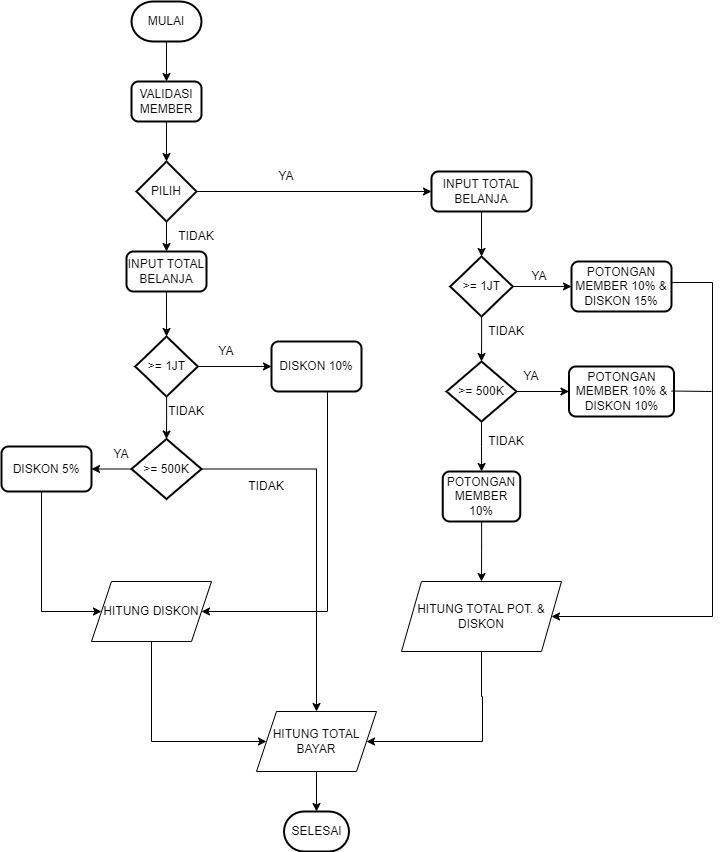 MULAI
VALIDASI
MEMBER
PILIH
YA
INPUT TOTAL
BELANJA
TIDAK
INPUT TOTAL
BELANJA
>= 1JT
YA
POTONGAN
MEMBER 10% &
DISKON 15%
TIDAK
>= 1JT
YA
DISKON 10%
TIDAK
>= 500K
YA
POTONGAN
MEMBER 10% &
DISKON 10%
TIDAK
DISKON 5%
YA
>= 500K
TIDAK
POTONGAN
MEMBER
10%
HITUNG DISKON
HITUNG TOTAL POT. &
DISKON
HITUNG TOTAL
BAYAR
SELESAI